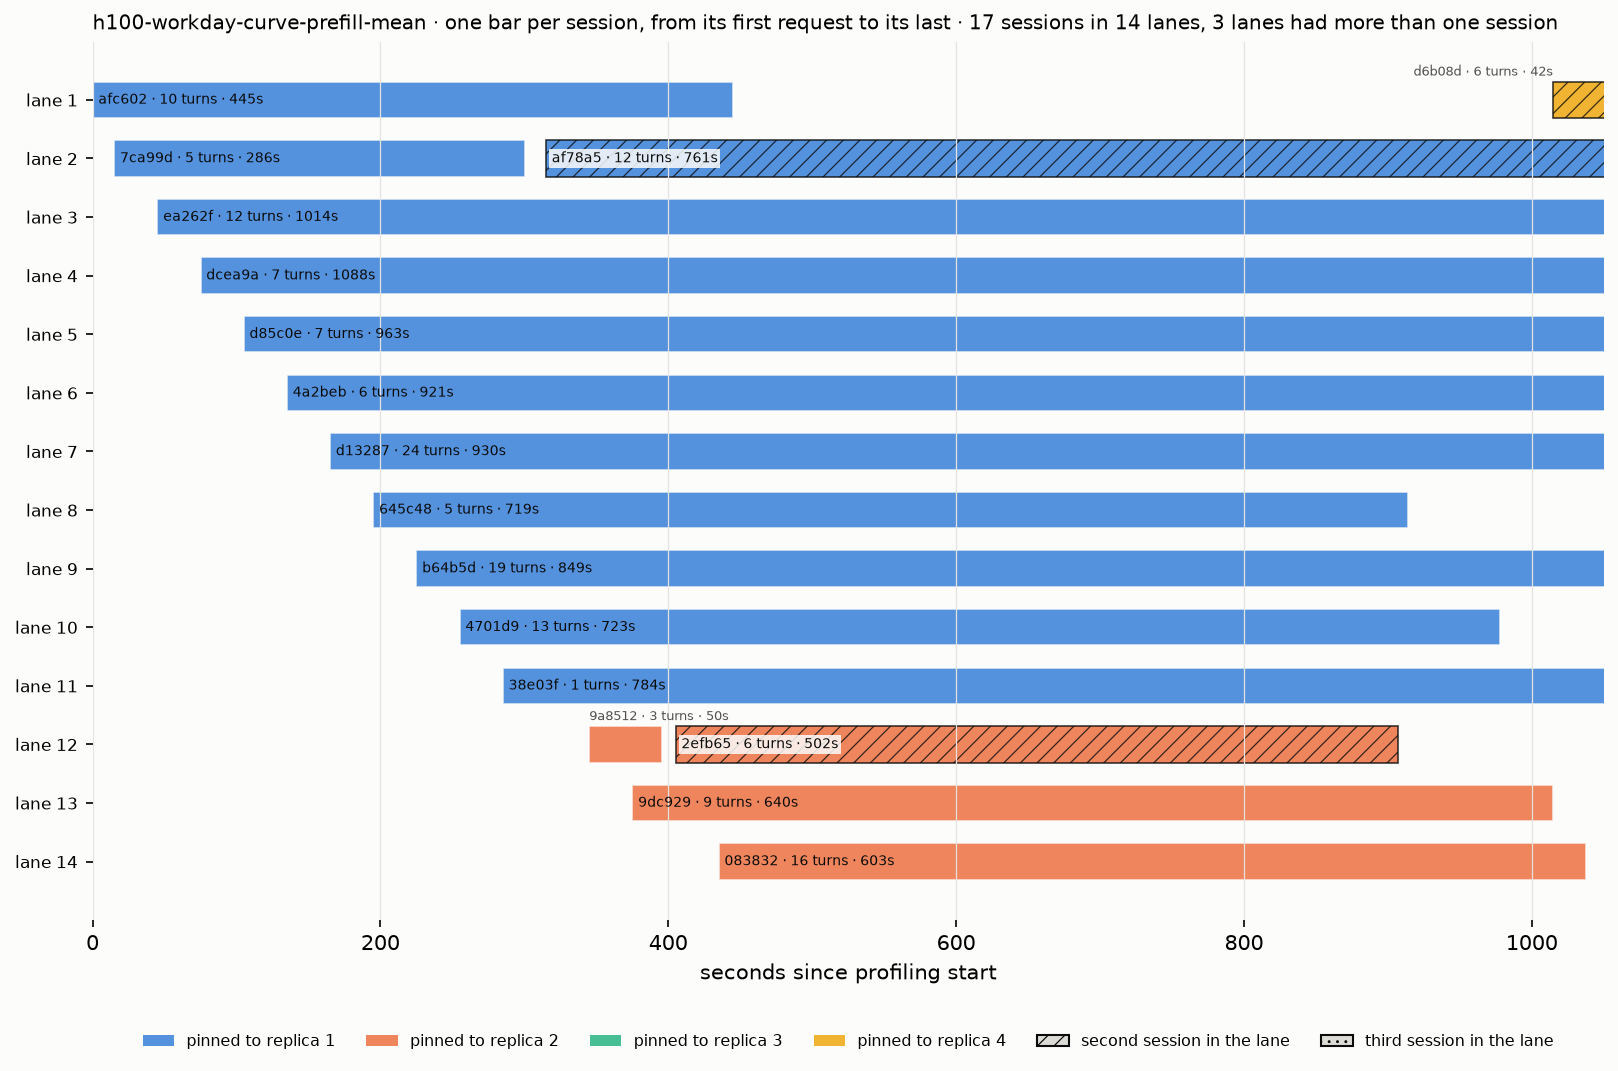 h100-workday-curve-prefill-mean · one bar per session, from its first request to its last · 17 sessions in 14 lanes, 3 lanes had more than one session
d6b08d · 6 turns · 42s
lane 1
afc602 · 10 turns · 445s
lane 2
7ca99d · 5 turns · 286s
af78a5 · 12 turns · 761s
lane 3
ea262f · 12 turns · 1014s
lane 4
dcea9a · 7 turns · 1088s
lane 5
d85c0e · 7 turns · 963s
lane 6
4a2beb · 6 turns · 921s
lane 7
d13287 · 24 turns · 930s
lane 8
645c48 · 5 turns · 719s
lane 9
b64b5d · 19 turns · 849s
lane 10
4701d9 · 13 turns · 723s
lane 11
38e03f · 1 turns · 784s
9a8512 · 3 turns · 50s
lane 12
2efb65 · 6 turns · 502s
lane 13
9dc929 · 9 turns · 640s
lane 14
083832 · 16 turns · 603s
0 200 400 600 800 1000
seconds since profiling start
pinned to replica 1 pinned to replica 2 pinned to replica 3 pinned to replica 4 second session in the lane third session in the lane